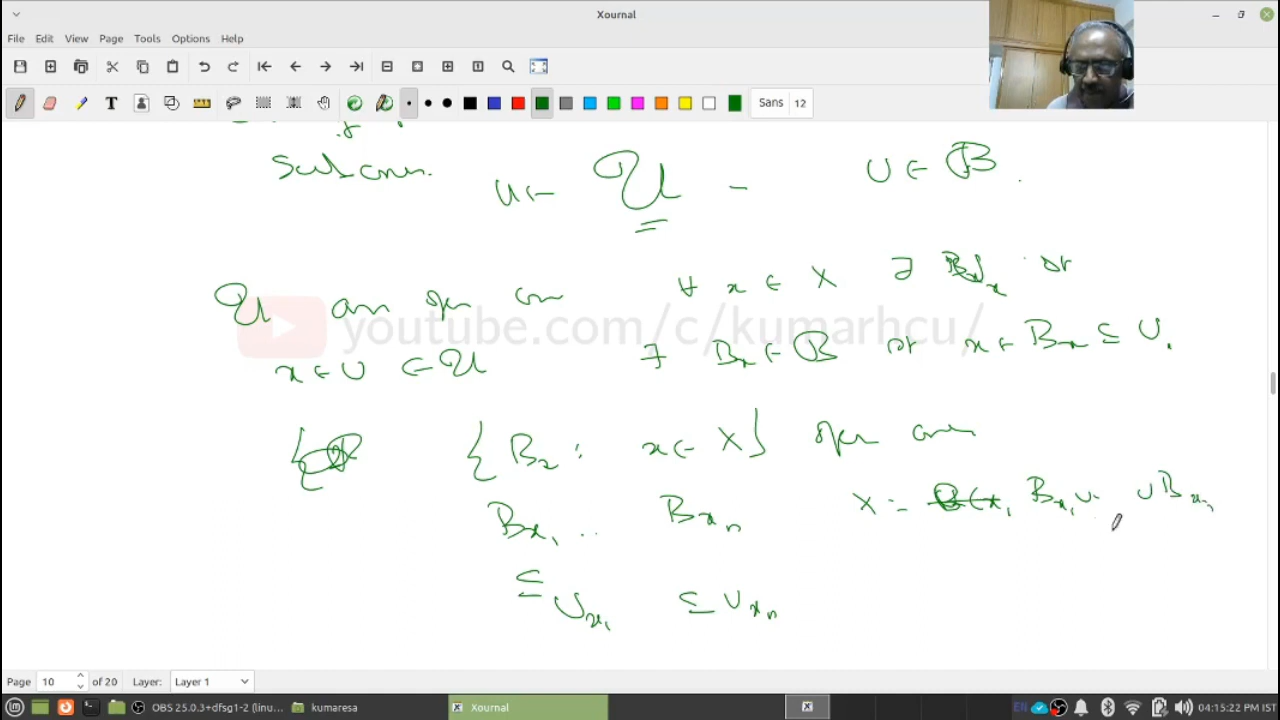 Xournal
File Edit View Page Tools Options Help
Sans 12
Subcover.
U ∈ 𝒰 - U ∈ 𝔹.
𝒰 an open cover ∀ x ∈ X ∃ st
x ∈ U ∈ 𝒰 ∃ Bx ∈ 𝔹 st x ∈ Bx ⊆ U.
youtube.com/c/kumarhcu/
{Bx : x ∈ X} open cover
Bx1 .. Bxn X = Bx1 ∪ .. ∪ Bxn
⊆ Ux1 ⊆ Uxn
Page 10 of 20 Layer: Layer 1
OBS 25.0.3+dfsg1-2 (linu... kumaresa Xournal EN 04:15:22 PM IST